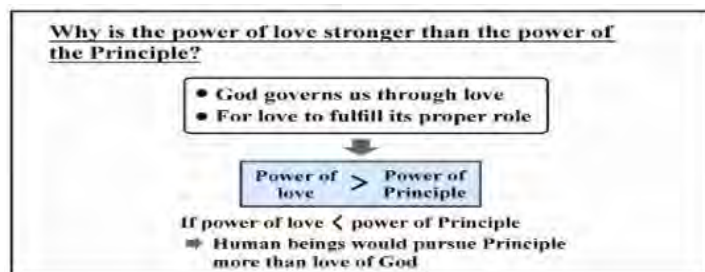 Why is the power of love stronger than the power of
the Principle?
• God governs us through love
• For love to fulfill its proper role
Power of love > Power of Principle
If power of love < power of Principle
➡ Human beings would pursue Principle
more than love of God